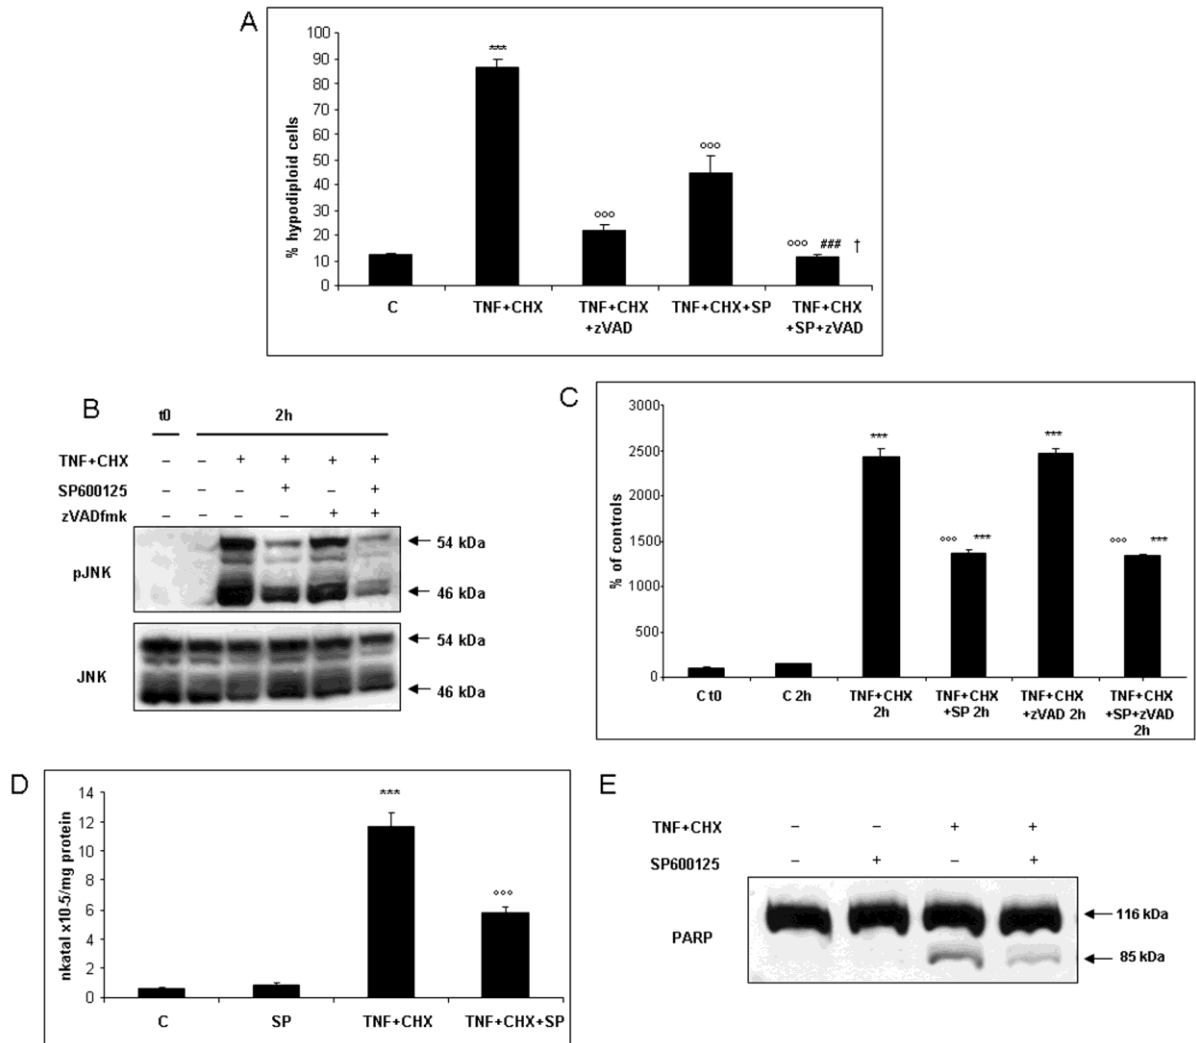 A
% hypodiploid cells
100
90
80
70
60
50
40
30
20
10
0
***
°°°
°°°
°°° ### †
C
TNF+CHX
TNF+CHX
+zVAD
TNF+CHX+SP
TNF+CHX
+SP+zVAD
B
t0 2h
TNF+CHX – – + + + +
SP600125 – – – + – +
zVADfmk – – – – + +
pJNK
54 kDa
46 kDa
JNK
54 kDa
46 kDa
C
% of controls
3000
2500
2000
1500
1000
500
0
***
°°° ***
***
°°° ***
C t0
C 2h
TNF+CHX
2h
TNF+CHX
+SP 2h
TNF+CHX
+zVAD 2h
TNF+CHX
+SP+zVAD
2h
D
nkatal x10-5/mg protein
14
12
10
8
6
4
2
0
***
°°°
C
SP
TNF+CHX
TNF+CHX+SP
E
TNF+CHX – – + +
SP600125 – + – +
PARP
116 kDa
85 kDa